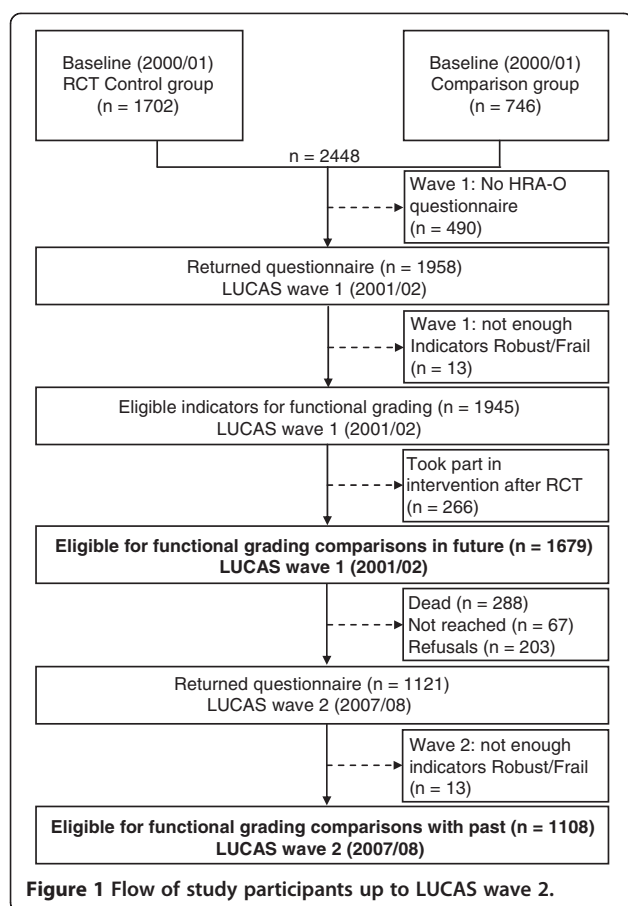 Baseline (2000/01)
RCT Control group
(n = 1702)
Baseline (2000/01)
Comparison group
(n = 746)
n = 2448
Wave 1: No HRA-O
questionnaire
(n = 490)
Returned questionnaire (n = 1958)
LUCAS wave 1 (2001/02)
Wave 1: not enough
Indicators Robust/Frail
(n = 13)
Eligible indicators for functional grading (n = 1945)
LUCAS wave 1 (2001/02)
Took part in
intervention after RCT
(n = 266)
Eligible for functional grading comparisons in future (n = 1679)
LUCAS wave 1 (2001/02)
Dead (n = 288)
Not reached (n = 67)
Refusals (n = 203)
Returned questionnaire (n = 1121)
LUCAS wave 2 (2007/08)
Wave 2: not enough
indicators Robust/Frail
(n = 13)
Eligible for functional grading comparisons with past (n = 1108)
LUCAS wave 2 (2007/08)
Figure 1 Flow of study participants up to LUCAS wave 2.